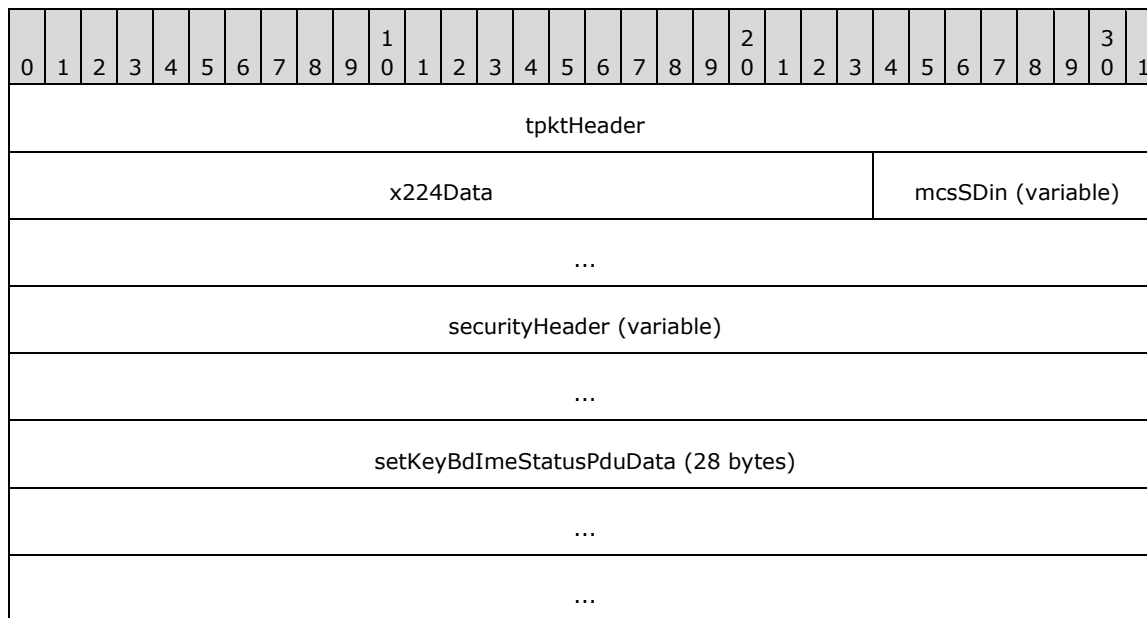 1 2 3
0 1 2 3 4 5 6 7 8 9 0 1 2 3 4 5 6 7 8 9 0 1 2 3 4 5 6 7 8 9 0 1
tpktHeader
x224Data mcsSDin (variable)
...
securityHeader (variable)
...
setKeyBdImeStatusPduData (28 bytes)
...
...